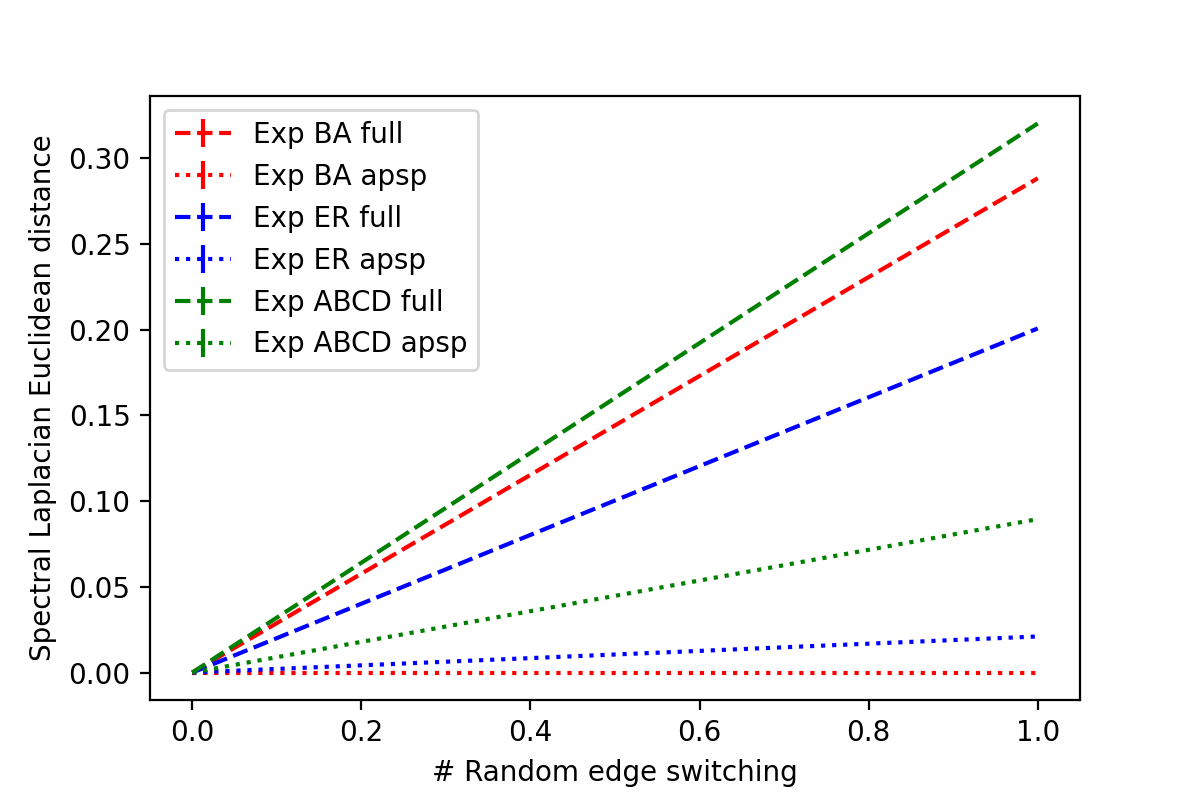 Exp BA full
Exp BA apsp
Exp ER full
Exp ER apsp
Exp ABCD full
Exp ABCD apsp
Spectral Laplacian Euclidean distance
0.30
0.25
0.20
0.15
0.10
0.05
0.00
0.0 0.2 0.4 0.6 0.8 1.0
# Random edge switching